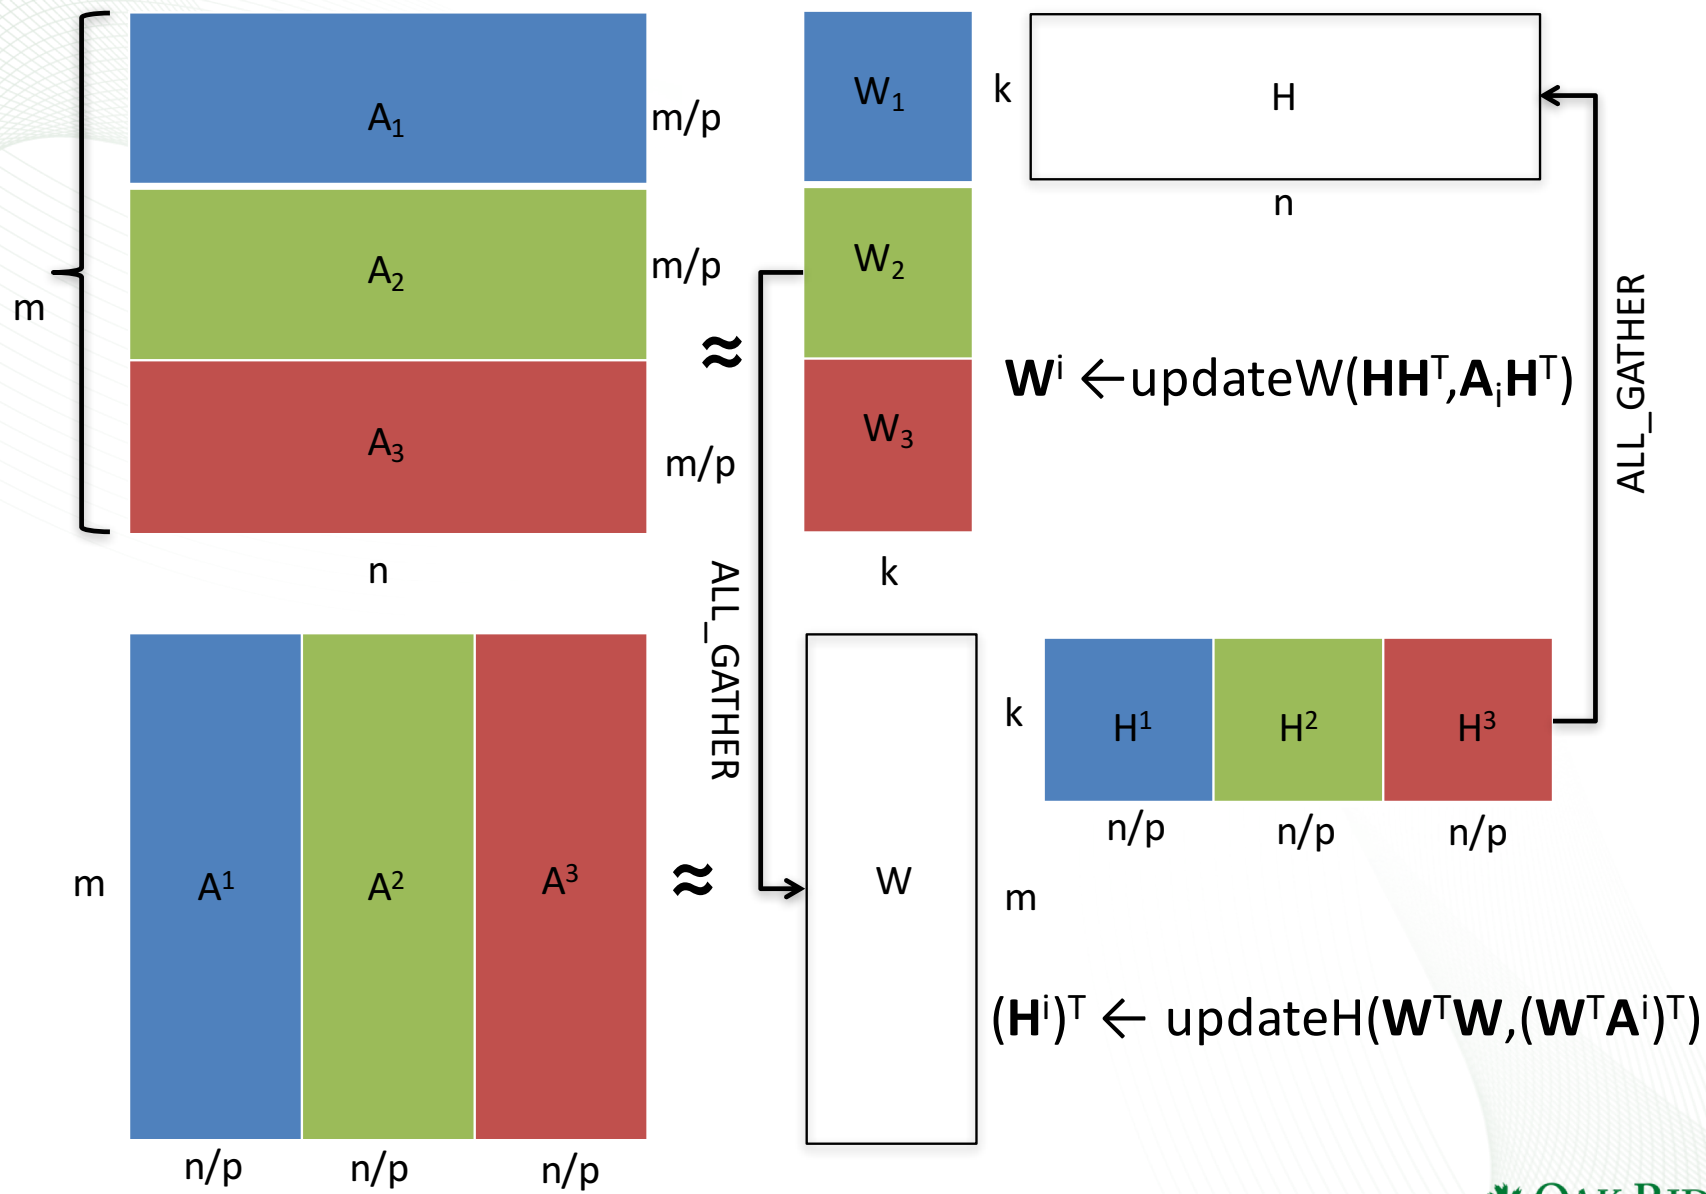 A₁
m/p
W₁
k
H
n
A₂
m/p
W₂
m
≈
Wⁱ ←updateW(HHᵀ,AᵢHᵀ)
ALL_GATHER
A₃
m/p
W₃
n
k
ALL_GATHER
A¹
A²
A³
m
≈
W
m
k
H¹
H²
H³
n/p
n/p
n/p
(Hⁱ)ᵀ ← updateH(WᵀW,(WᵀAⁱ)ᵀ)
n/p
n/p
n/p
OAK